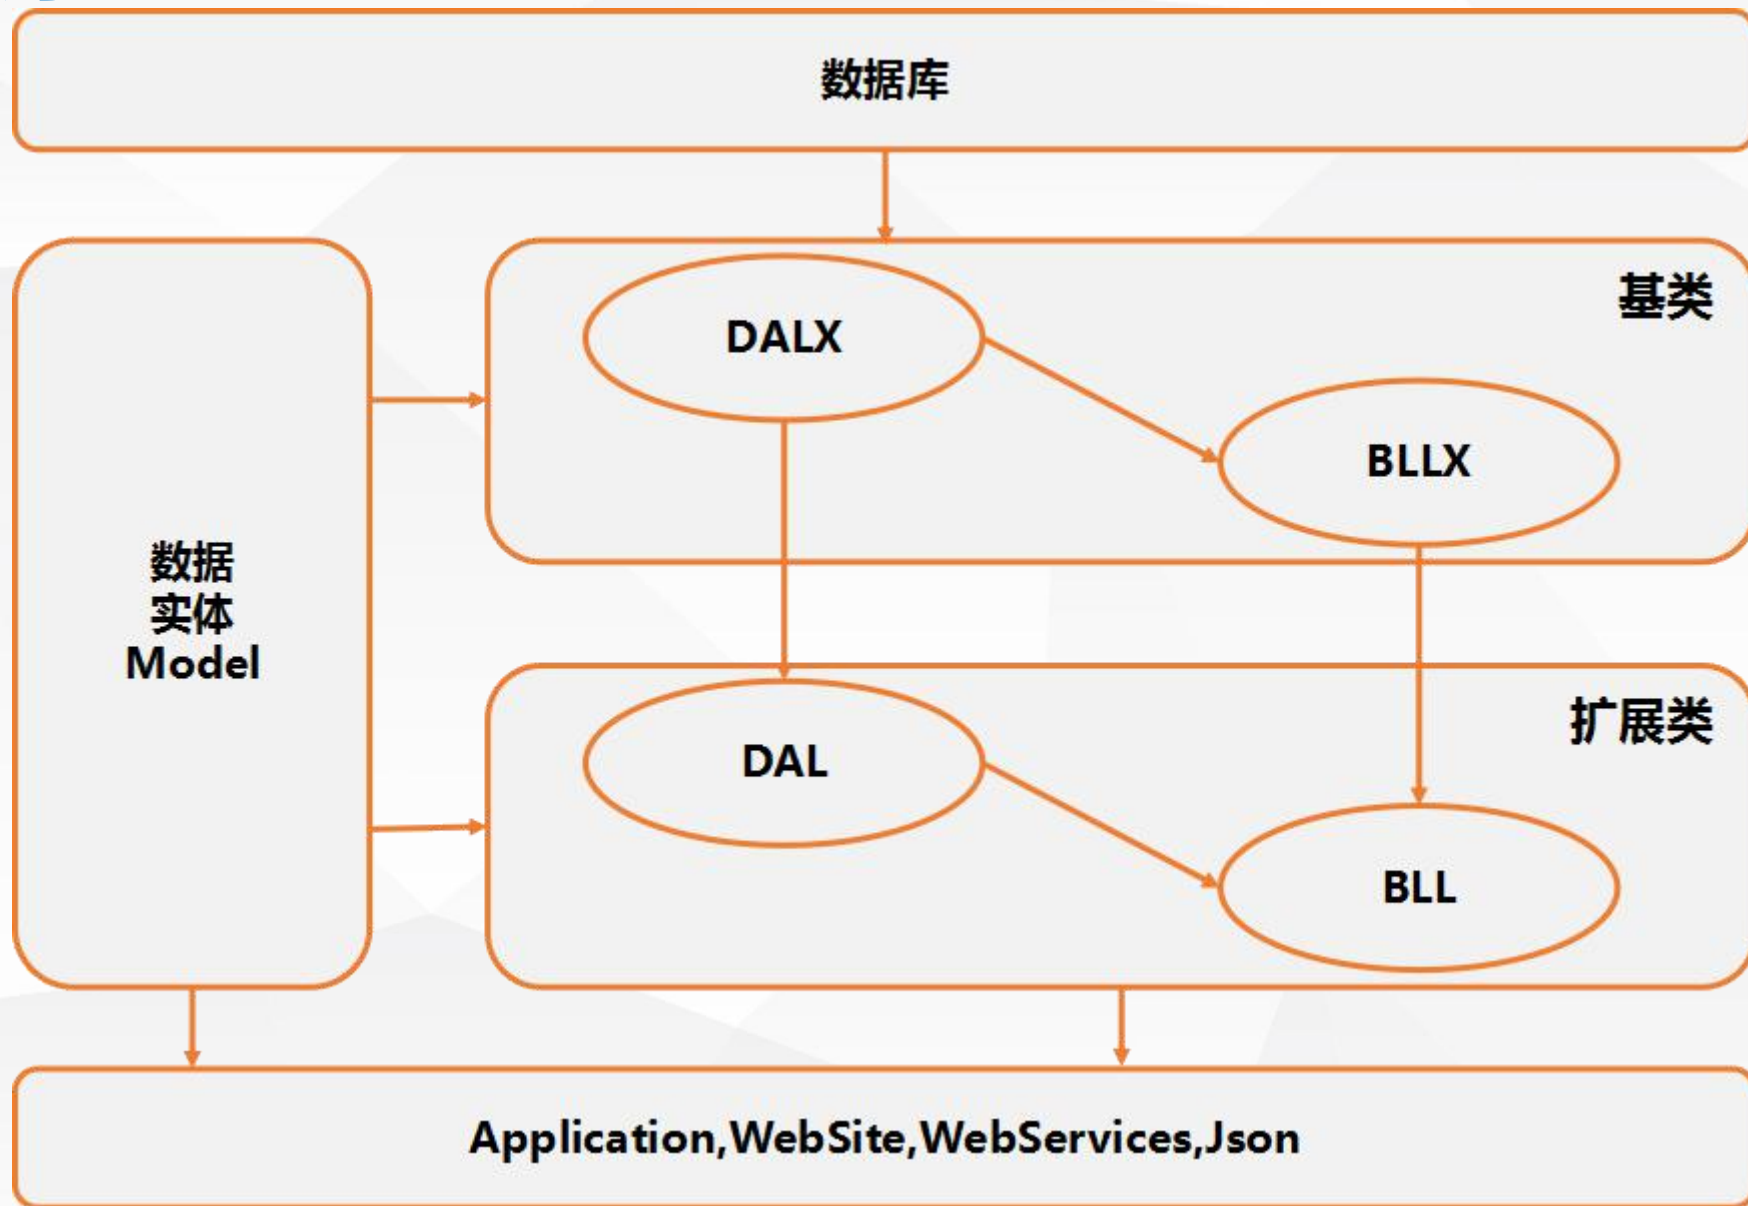 数据库
基类
DALX
BLLX
数据
实体
Model
扩展类
DAL
BLL
Application,WebSite,WebServices,Json